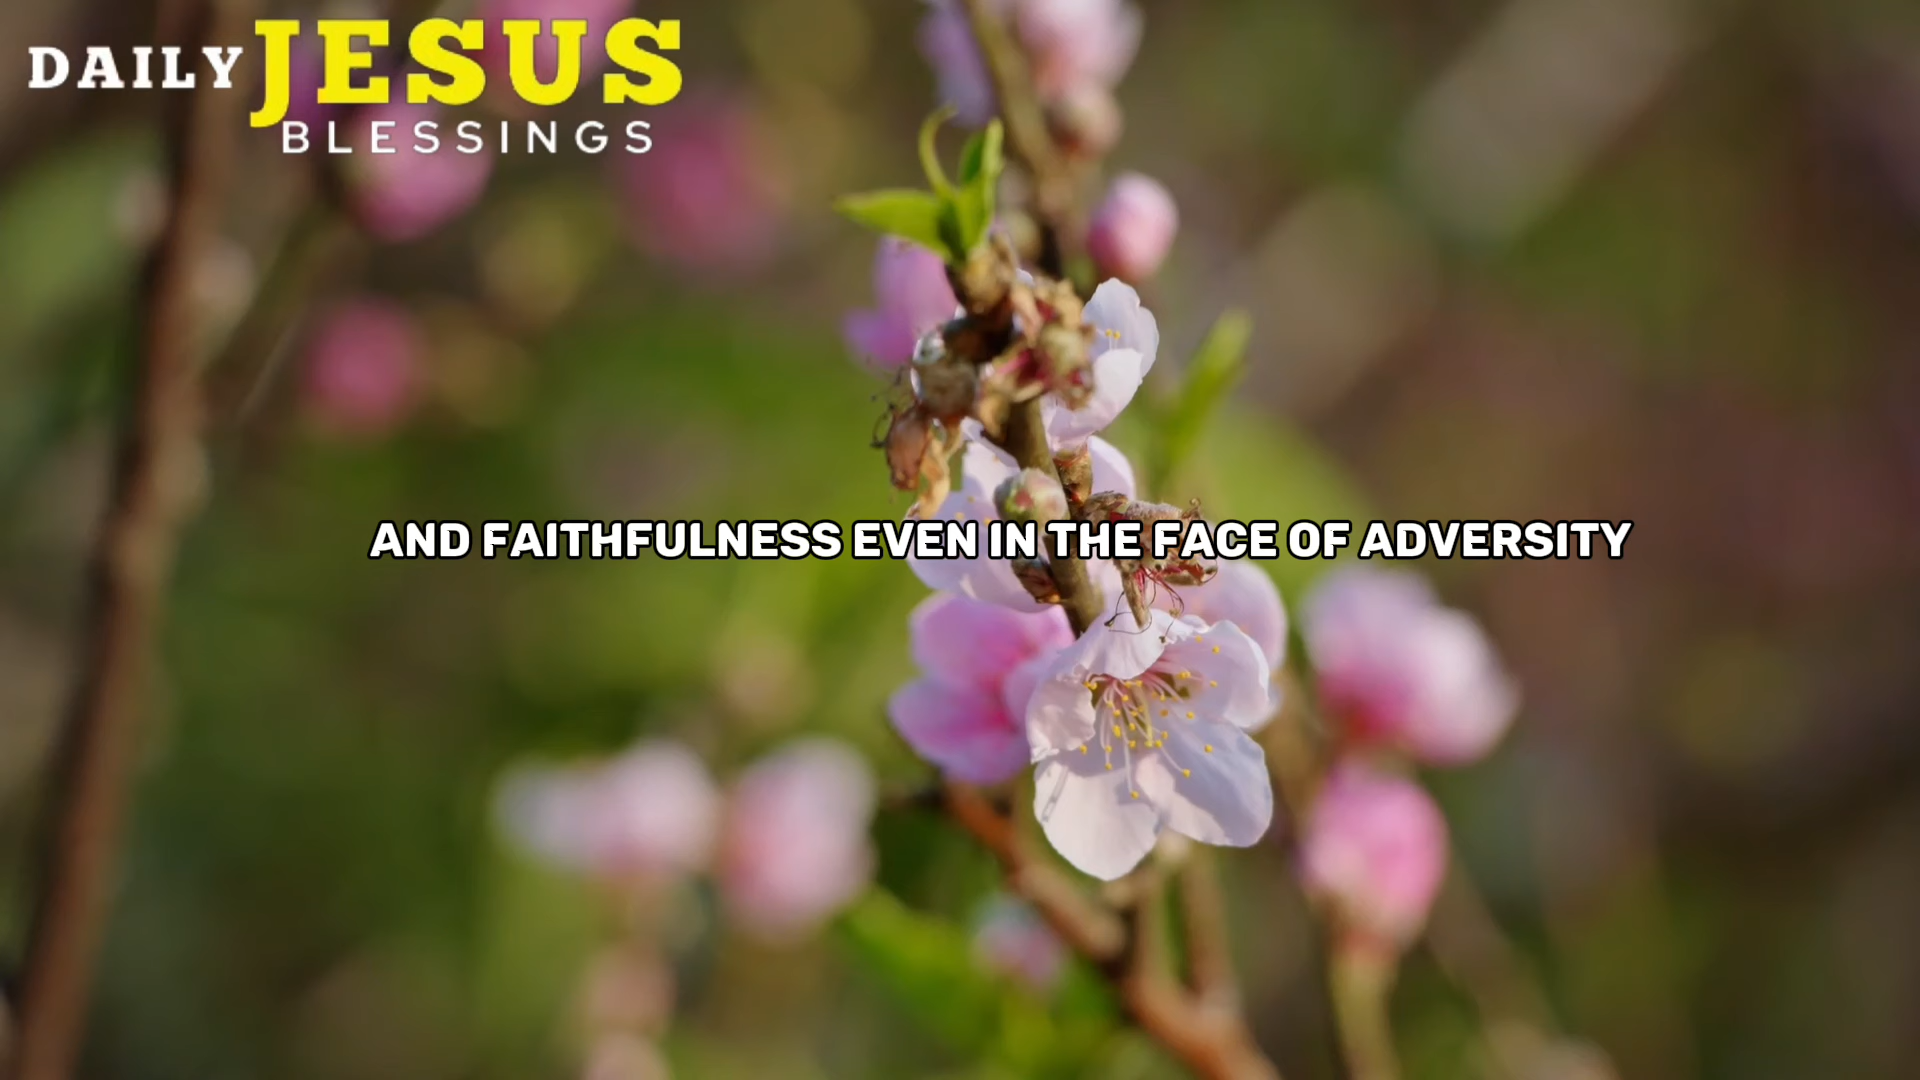 DAILY JESUS
BLESSINGS
AND FAITHFULNESS EVEN IN THE FACE OF ADVERSITY